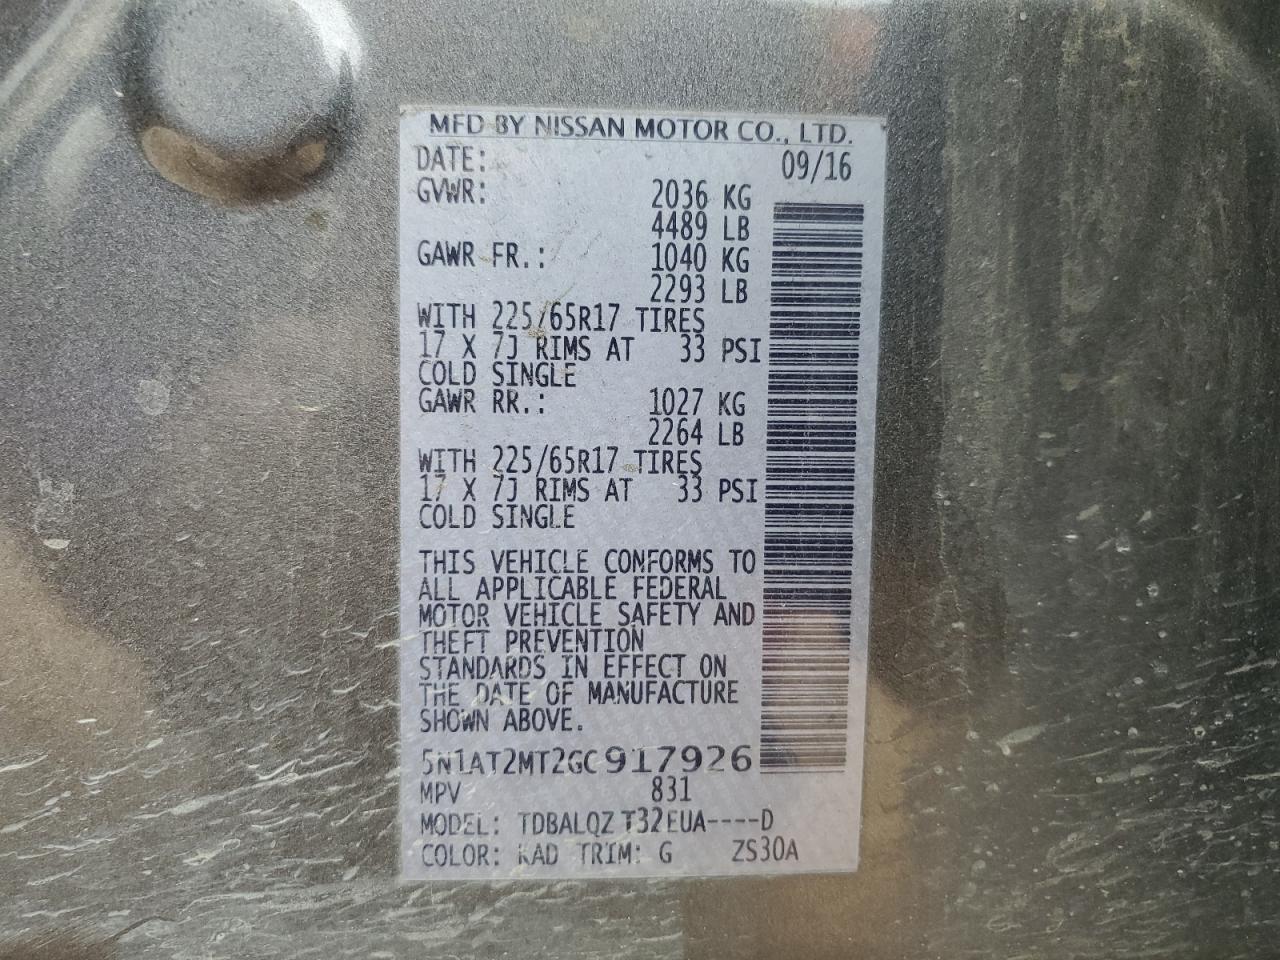 MFD BY NISSAN MOTOR CO., LTD.
DATE: 09/16
GVWR: 2036 KG
4489 LB
GAWR FR.: 1040 KG
2293 LB
WITH 225/65R17 TIRES
17 X 7J RIMS AT 33 PSI
COLD SINGLE
GAWR RR.: 1027 KG
2264 LB
WITH 225/65R17 TIRES
17 X 7J RIMS AT 33 PSI
COLD SINGLE
THIS VEHICLE CONFORMS TO
ALL APPLICABLE FEDERAL
MOTOR VEHICLE SAFETY AND
THEFT PREVENTION
STANDARDS IN EFFECT ON
THE DATE OF MANUFACTURE
SHOWN ABOVE.
5N1AT2MT2GC917926
MPV 831
MODEL: TDBALQZ T32EUA----D
COLOR: KAD TRIM: G ZS30A